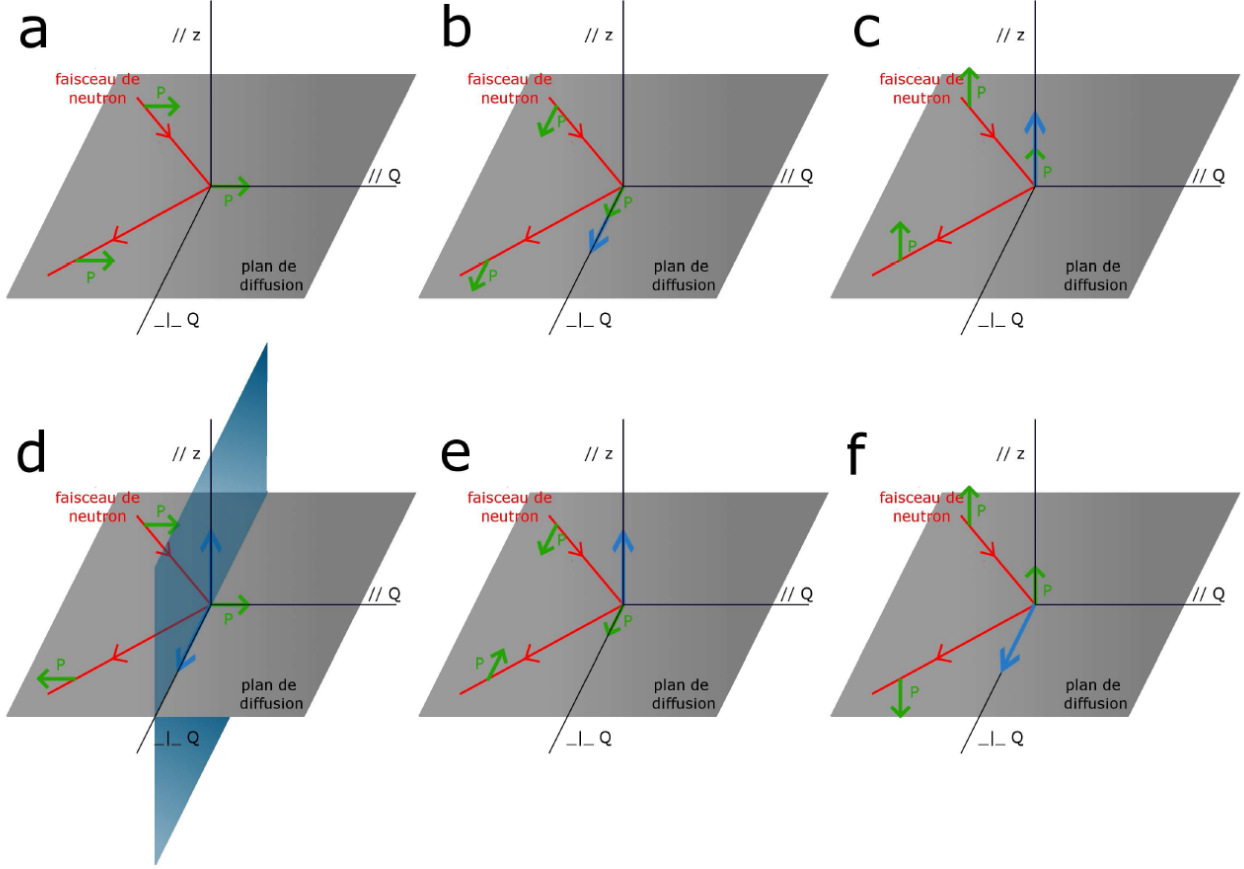 a
// z
faisceau de
neutron
P
// Q
P
P
plan de
diffusion
_|_ Q
b
// z
faisceau de
neutron
P
// Q
P
P
plan de
diffusion
_|_ Q
c
// z
faisceau de
neutron
P
// Q
P
P
plan de
diffusion
_|_ Q
d
// z
faisceau de
neutron
P
// Q
P
P
plan de
diffusion
_|_ Q
e
// z
faisceau de
neutron
P
// Q
P
P
plan de
diffusion
_|_ Q
f
// z
faisceau de
neutron
P
// Q
P
P
plan de
diffusion
_|_ Q